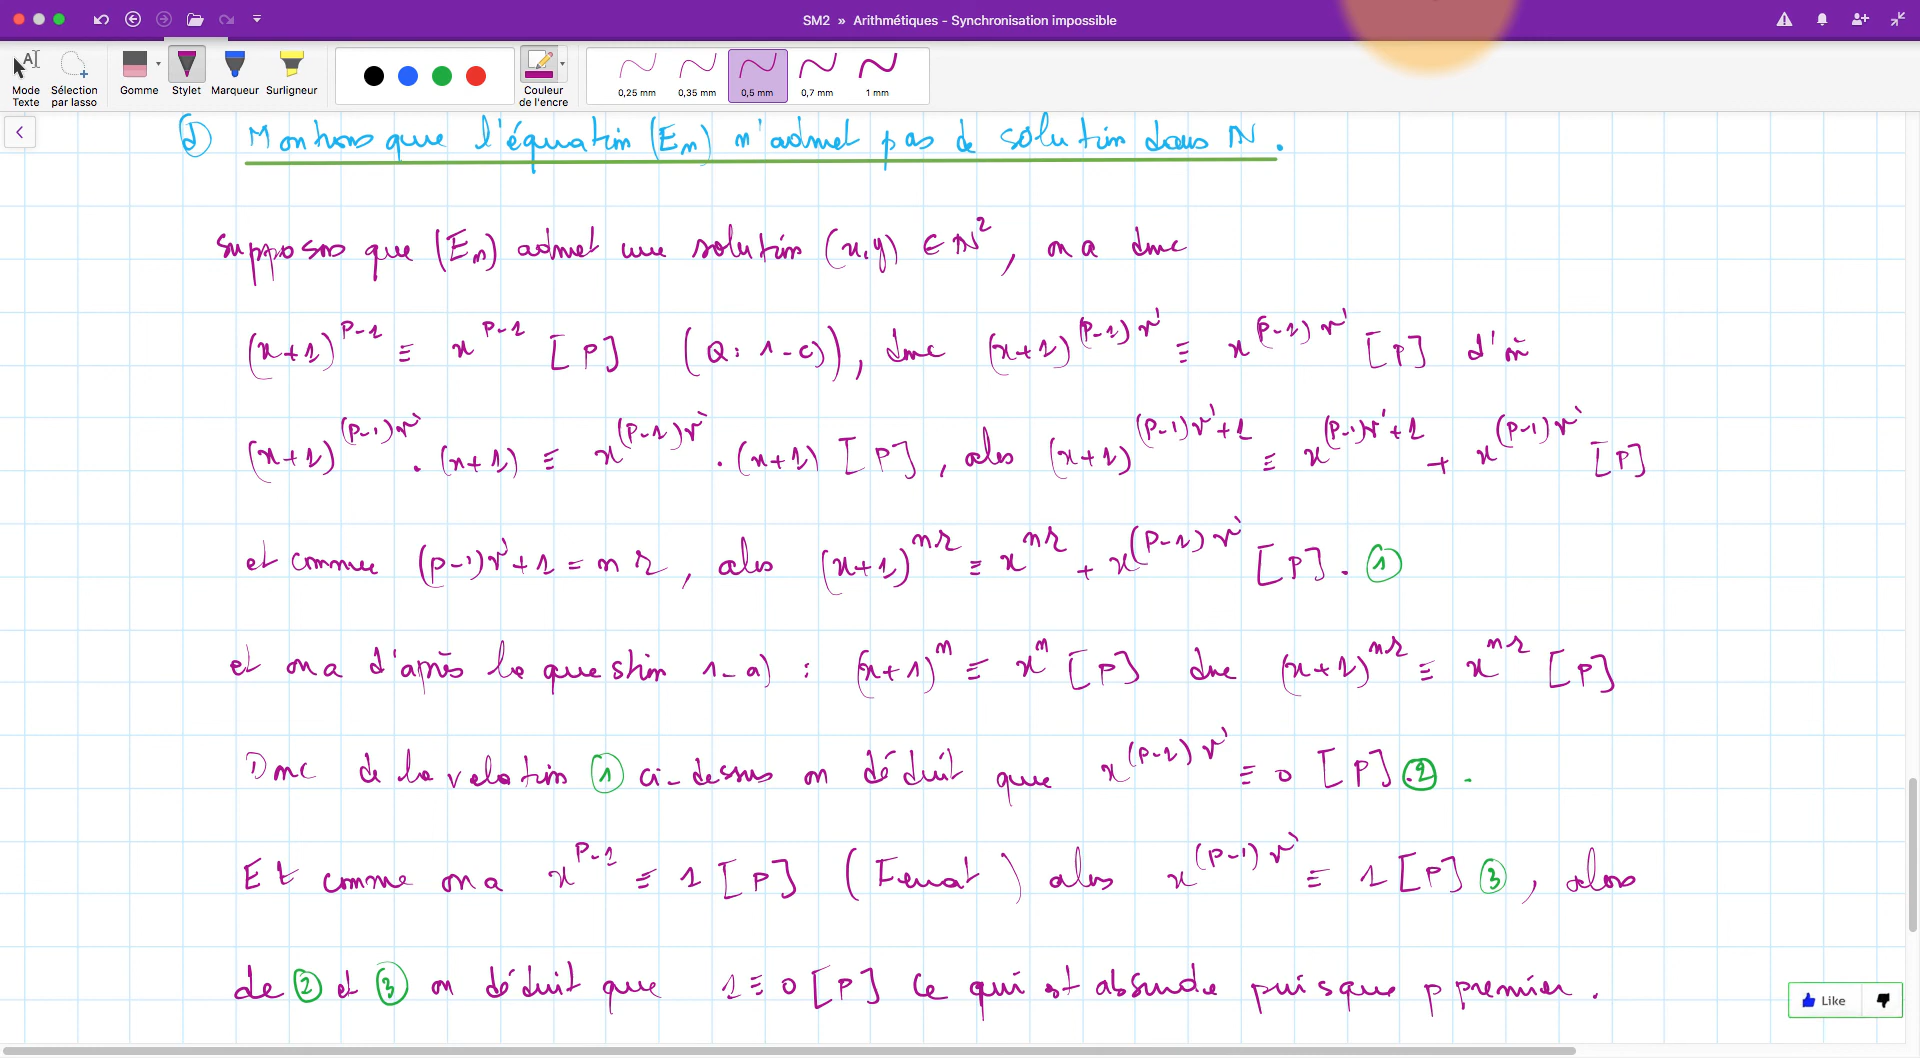 SM2 » Arithmétiques - Synchronisation impossible
Mode Texte
Sélection par lasso
Gomme
Stylet
Marqueur
Surligneur
Couleur de l'encre
0,25 mm
0,35 mm
0,5 mm
0,7 mm
1 mm
d) Montrons que l'équation (En) n'admet pas de solution dans ℕ.
supposons que (En) admet une solution (x,y) ∈ ℕ², on a donc
(x+1)^(p-1) ≡ x^(p-1) [p] (Q: 1-c)), donc (x+1)^((p-1)r') ≡ x^((p-1)r') [p] d'où
(x+1)^((p-1)r') . (x+1) ≡ x^((p-1)r') . (x+1) [p], alors (x+1)^((p-1)r'+1) ≡ x^((p-1)r'+1) + x^((p-1)r') [p]
et comme (p-1)r'+1 = nr, alors (x+1)^(nr) ≡ x^(nr) + x^((p-1)r') [p]. ①
et on a d'après la question 1-a) : (x+1)^n ≡ x^n [p] donc (x+1)^(nr) ≡ x^(nr) [p]
Donc de la relation ① ci-dessus on déduit que x^((p-1)r') ≡ 0 [p] ② .
Et comme on a x^(p-1) ≡ 1 [p] (Fermat) alors x^((p-1)r') ≡ 1 [p] ③, alors
de ② et ③ on déduit que 1 ≡ 0 [p] ce qui est absurde puisque p premier.
Like